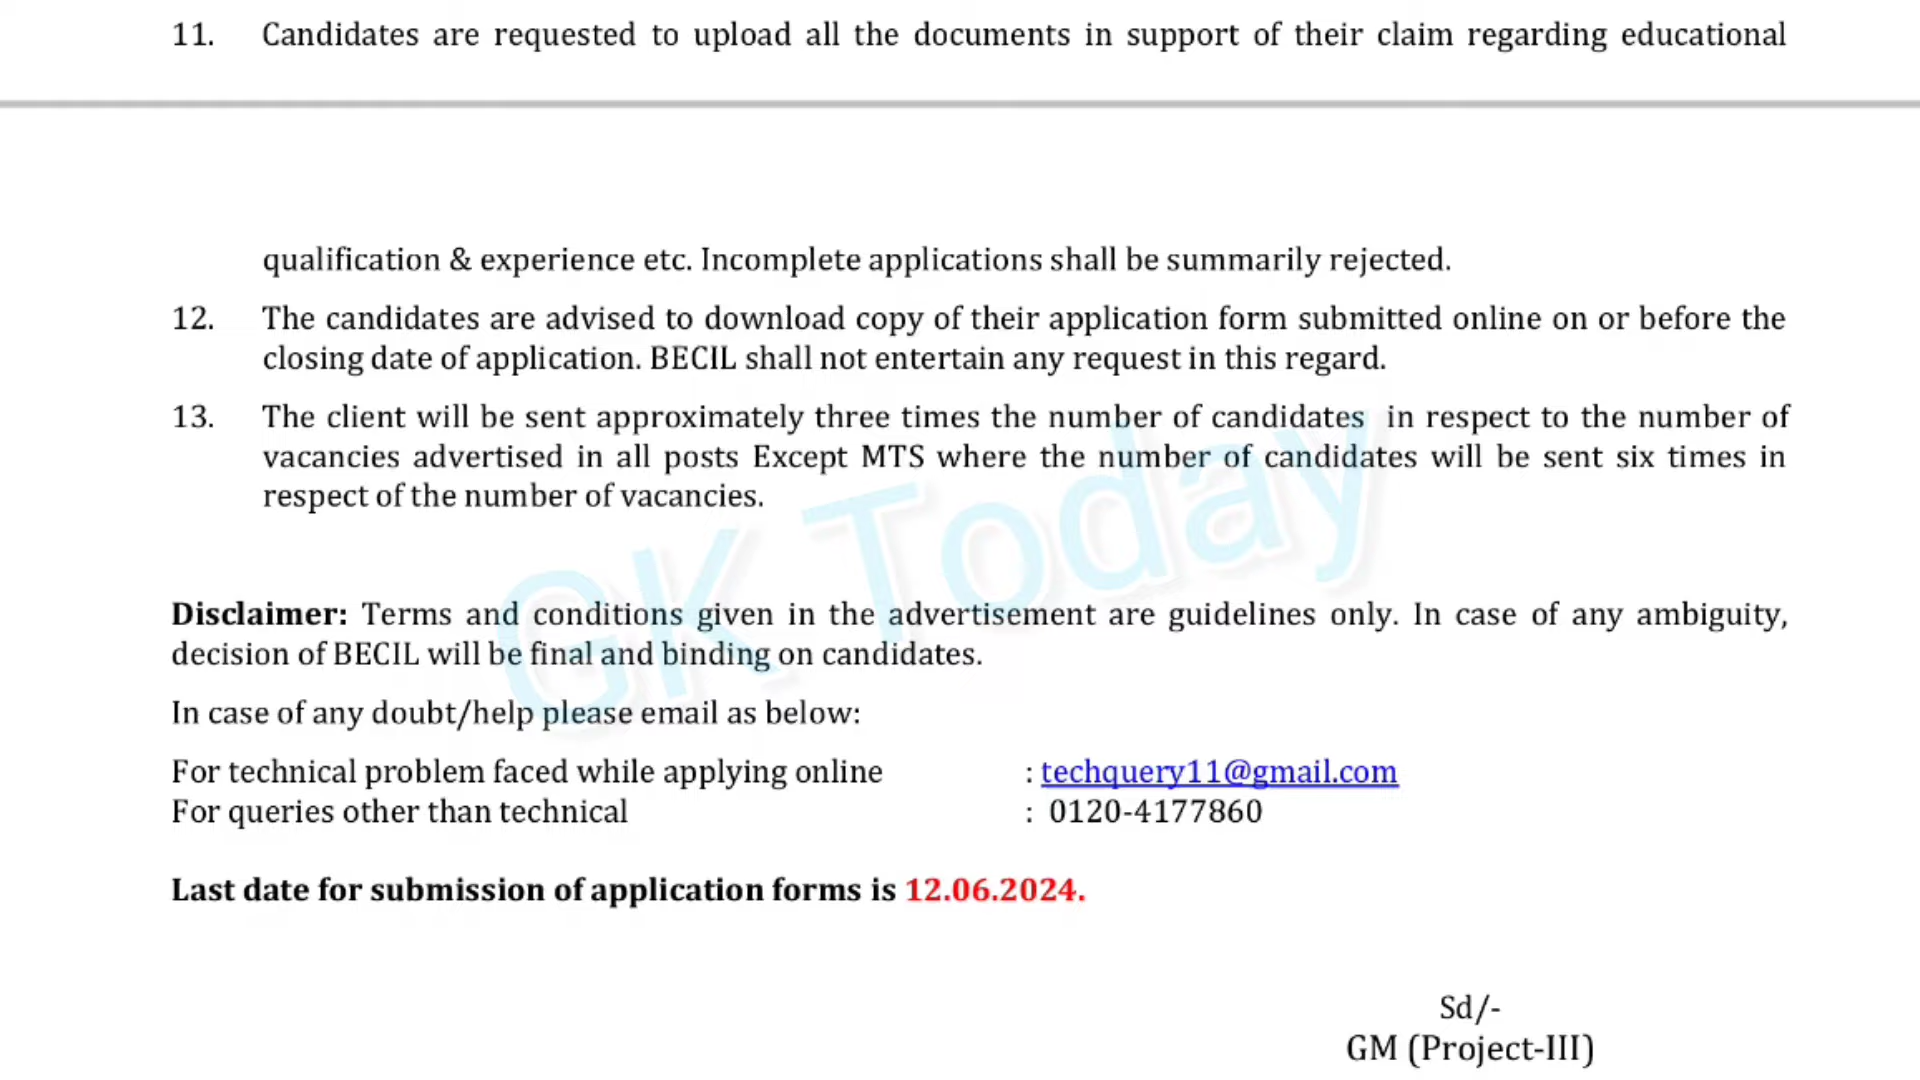 11. Candidates are requested to upload all the documents in support of their claim regarding educational
qualification & experience etc. Incomplete applications shall be summarily rejected.
12. The candidates are advised to download copy of their application form submitted online on or before the
closing date of application. BECIL shall not entertain any request in this regard.
13. The client will be sent approximately three times the number of candidates in respect to the number of
vacancies advertised in all posts Except MTS where the number of candidates will be sent six times in
respect of the number of vacancies.
GK Today
Disclaimer: Terms and conditions given in the advertisement are guidelines only. In case of any ambiguity,
decision of BECIL will be final and binding on candidates.
In case of any doubt/help please email as below:
For technical problem faced while applying online : techquery11@gmail.com
For queries other than technical : 0120-4177860
Last date for submission of application forms is 12.06.2024.
Sd/-
GM (Project-III)